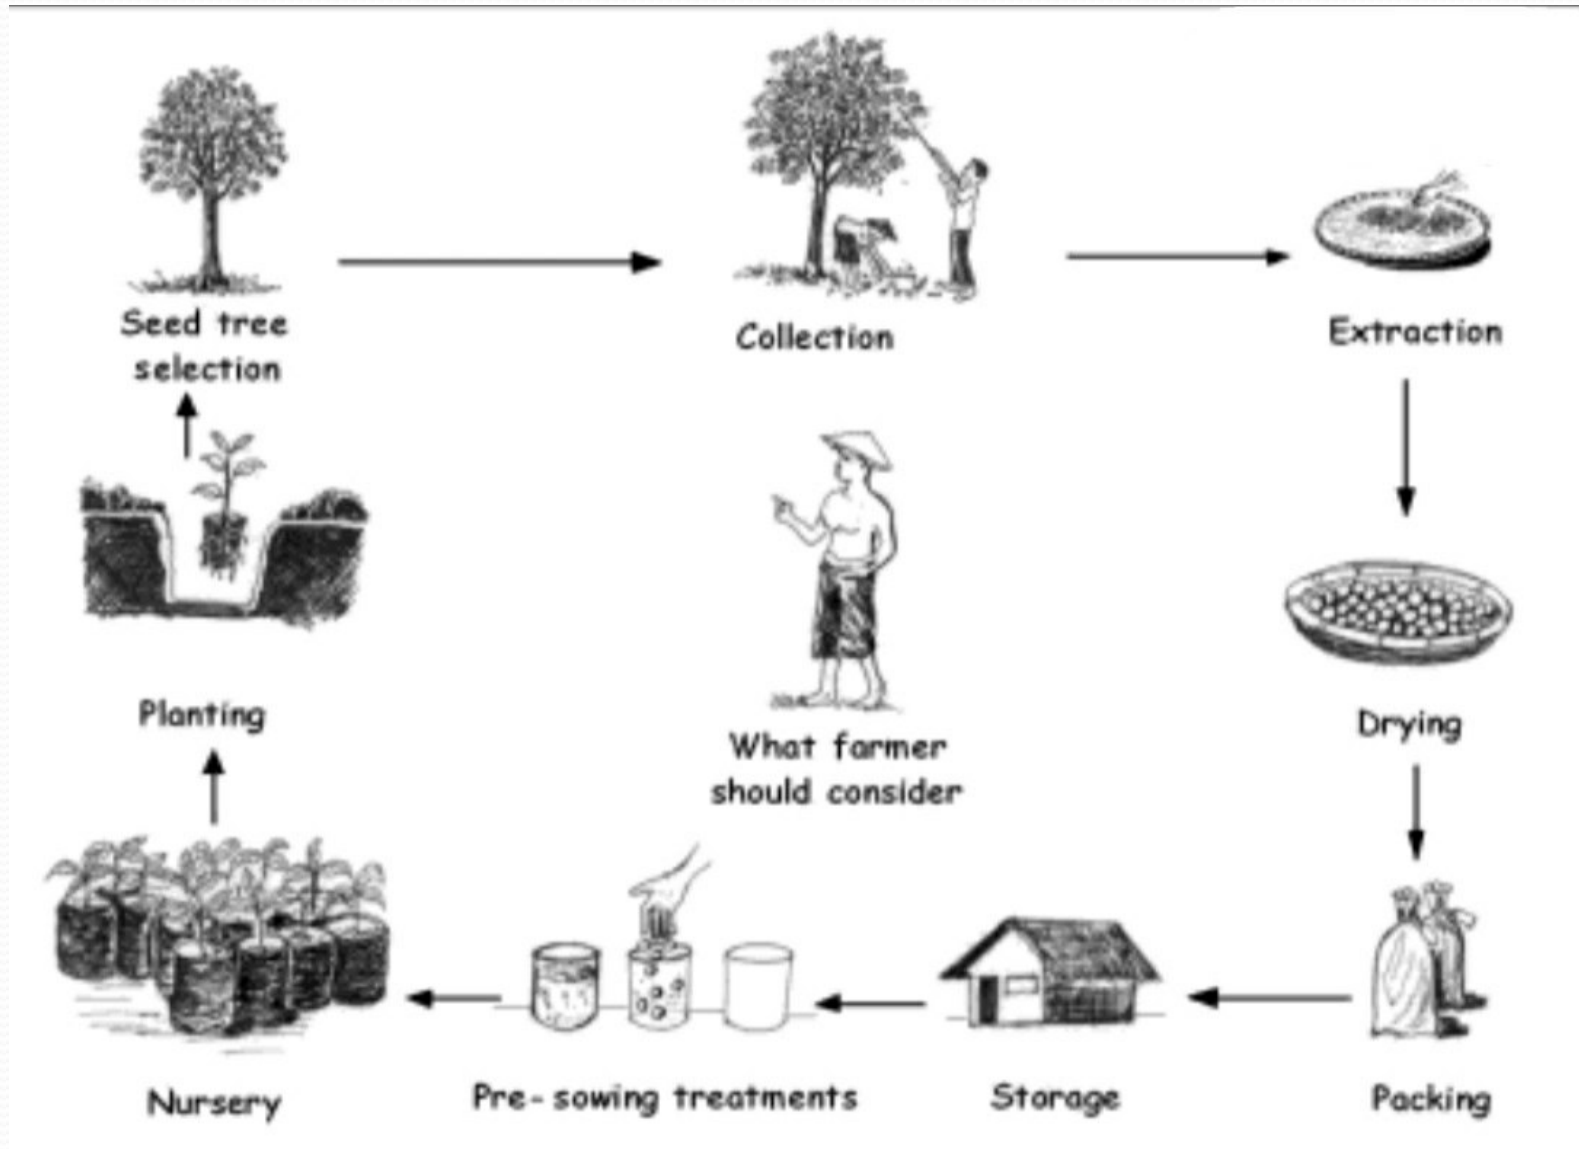 Seed tree
selection
Collection
Extraction
Drying
Packing
Storage
Pre- sowing treatments
Nursery
Planting
What farmer
should consider